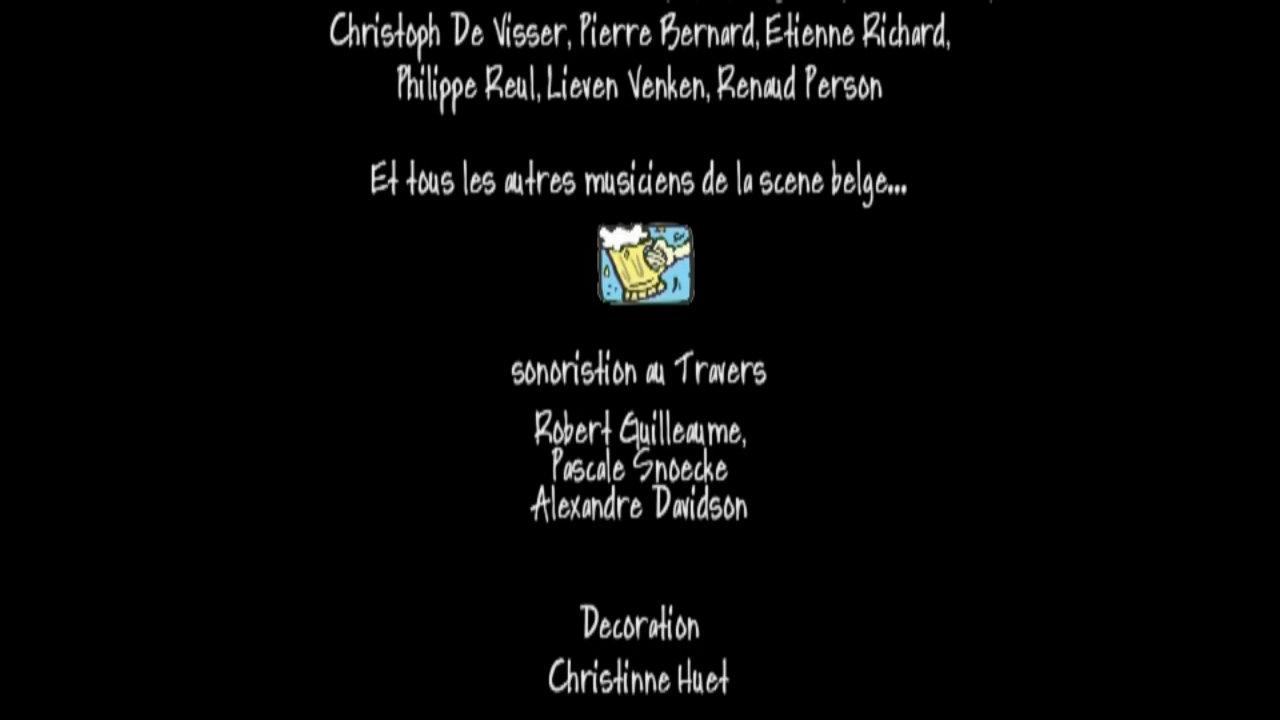 Christoph De Visser, Pierre Bernard, Etienne Richard,
Philippe Reul, Lieven Venken, Renaud Person
Et tous les autres musiciens de la scene belge...
sonoristion au Travers
Robert Guilleaume,
Pascale Snoecke
Alexandre Davidson
Decoration
Christinne Huet